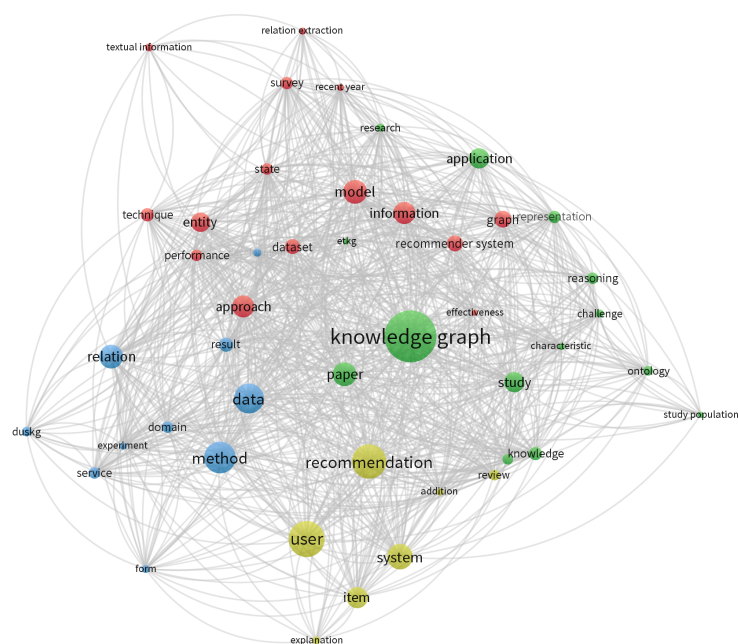 relation extraction
textual information
survey
recent year
research
application
state
model
information
technique
entity
graph
representation
etkg
dataset
recommender system
performance
reasoning
approach
effectiveness
challenge
knowledge graph
result
characteristic
relation
paper
ontology
study
data
study population
domain
duskg
experiment
knowledge
method
recommendation
service
review
addition
user
system
form
item
explanation